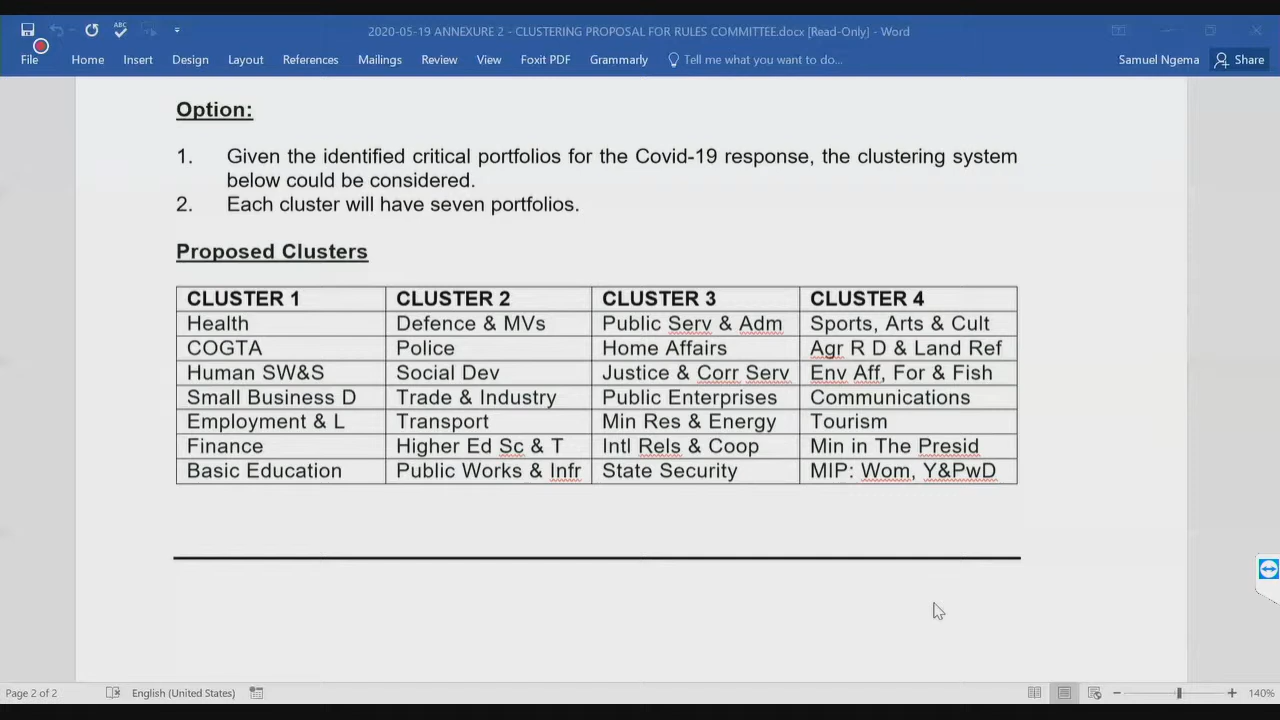 ABC
2020-05-19 ANNEXURE 2 - CLUSTERING PROPOSAL FOR RULES COMMITTEE.docx [Read-Only] - Word
File Home Insert Design Layout References Mailings Review View Foxit PDF Grammarly Tell me what you want to do... Samuel Ngema Share
Option:
1. Given the identified critical portfolios for the Covid-19 response, the clustering system
below could be considered.
2. Each cluster will have seven portfolios.
Proposed Clusters
CLUSTER 1 CLUSTER 2 CLUSTER 3 CLUSTER 4
Health Defence & MVs Public Serv & Adm Sports, Arts & Cult
COGTA Police Home Affairs Agr R D & Land Ref
Human SW&S Social Dev Justice & Corr Serv Env Aff, For & Fish
Small Business D Trade & Industry Public Enterprises Communications
Employment & L Transport Min Res & Energy Tourism
Finance Higher Ed Sc & T Intl Rels & Coop Min in The Presid
Basic Education Public Works & Infr State Security MIP: Wom, Y&PwD
Page 2 of 2 English (United States) 140%